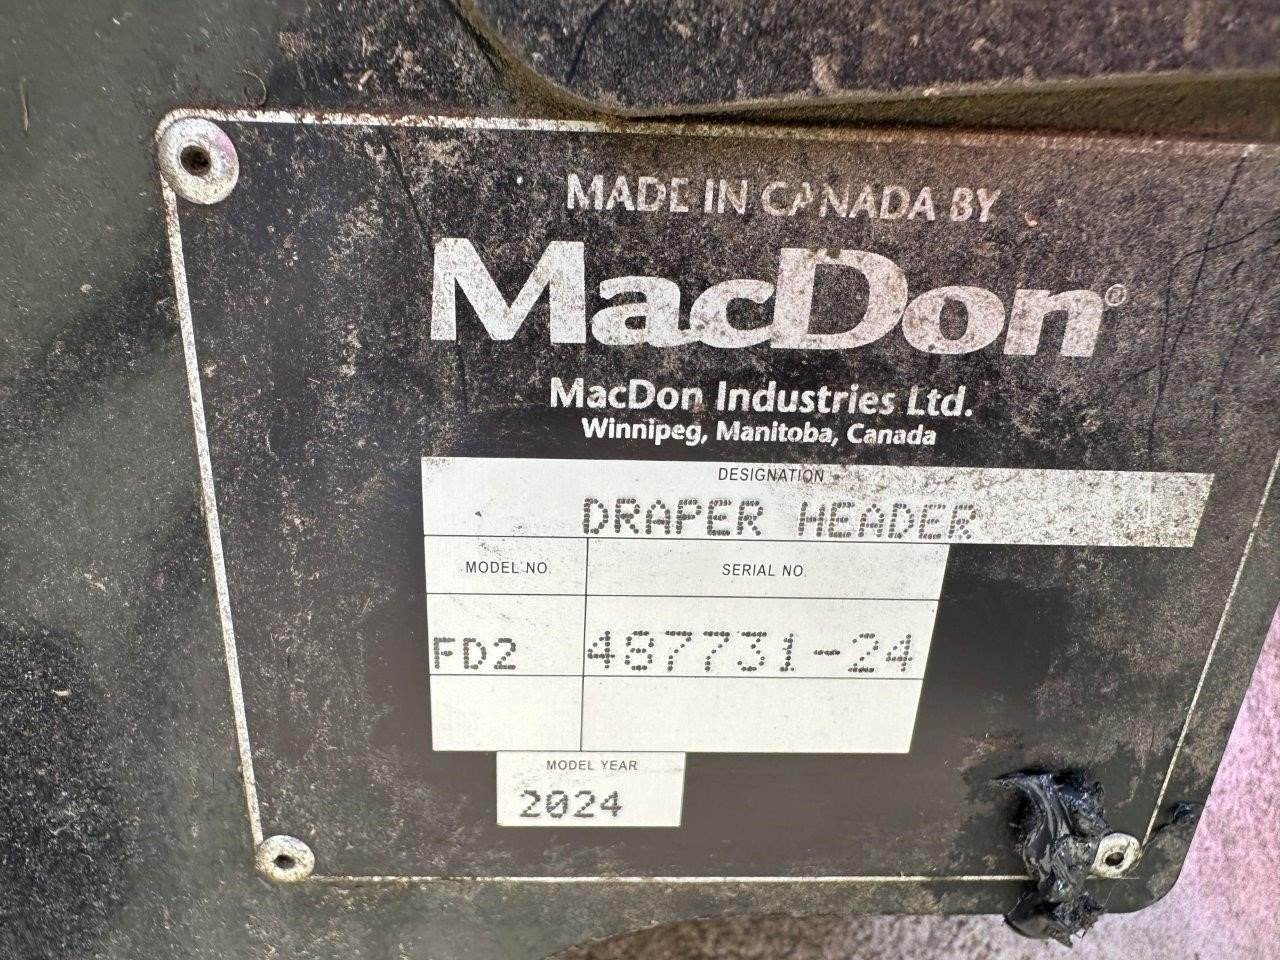 MADE IN CANADA BY
MacDon®
MacDon Industries Ltd.
Winnipeg, Manitoba, Canada
DESIGNATION
DRAPER HEADER
MODEL NO. SERIAL NO.
FD2 487731-24
MODEL YEAR
2024